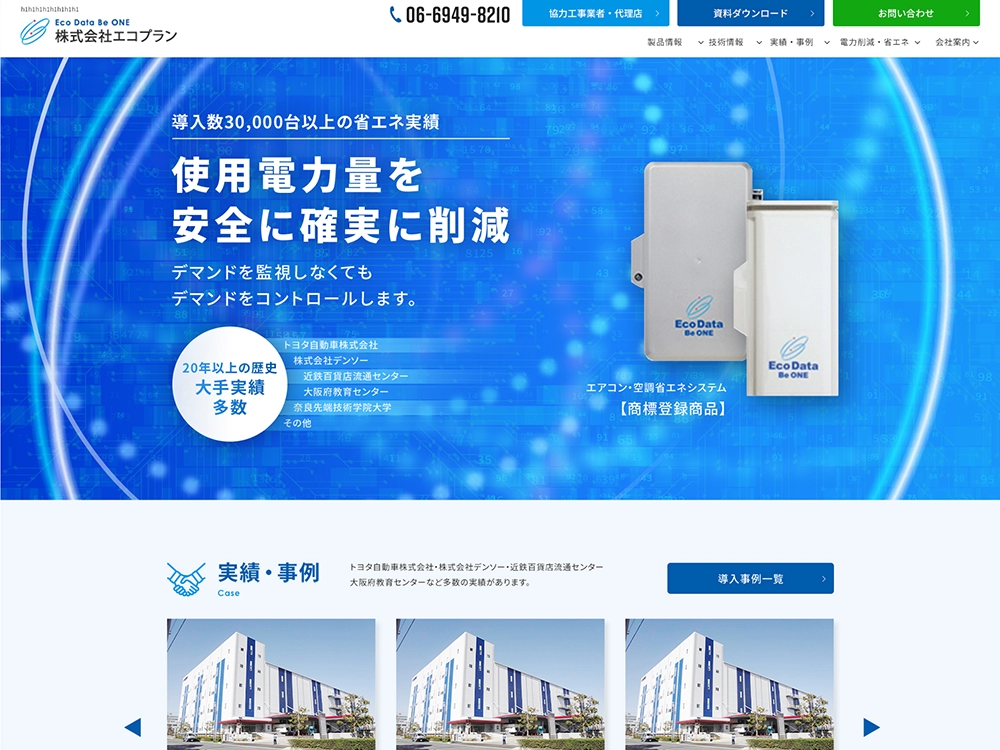 h1h1h1h1h1h1h1h1
Eco Data Be ONE
株式会社エコプラン
06-6949-8210
協力工事業者・代理店
資料ダウンロード
お問い合わせ
製品情報
技術情報
実績・事例
電力削減・省エネ
会社案内
導入数30,000台以上の省エネ実績
使用電力量を
安全に確実に削減
デマンドを監視しなくても
デマンドをコントロールします。
20年以上の歴史
大手実績
多数
トヨタ自動車株式会社
株式会社デンソー
近鉄百貨店流通センター
大阪府教育センター
奈良先端技術学院大学
その他
Eco Data
Be ONE
Eco Data
Be ONE
エアコン・空調省エネシステム
【商標登録商品】
実績・事例
Case
トヨタ自動車株式会社・株式会社デンソー・近鉄百貨店流通センター
大阪府教育センターなど多数の実績があります。
導入事例一覧